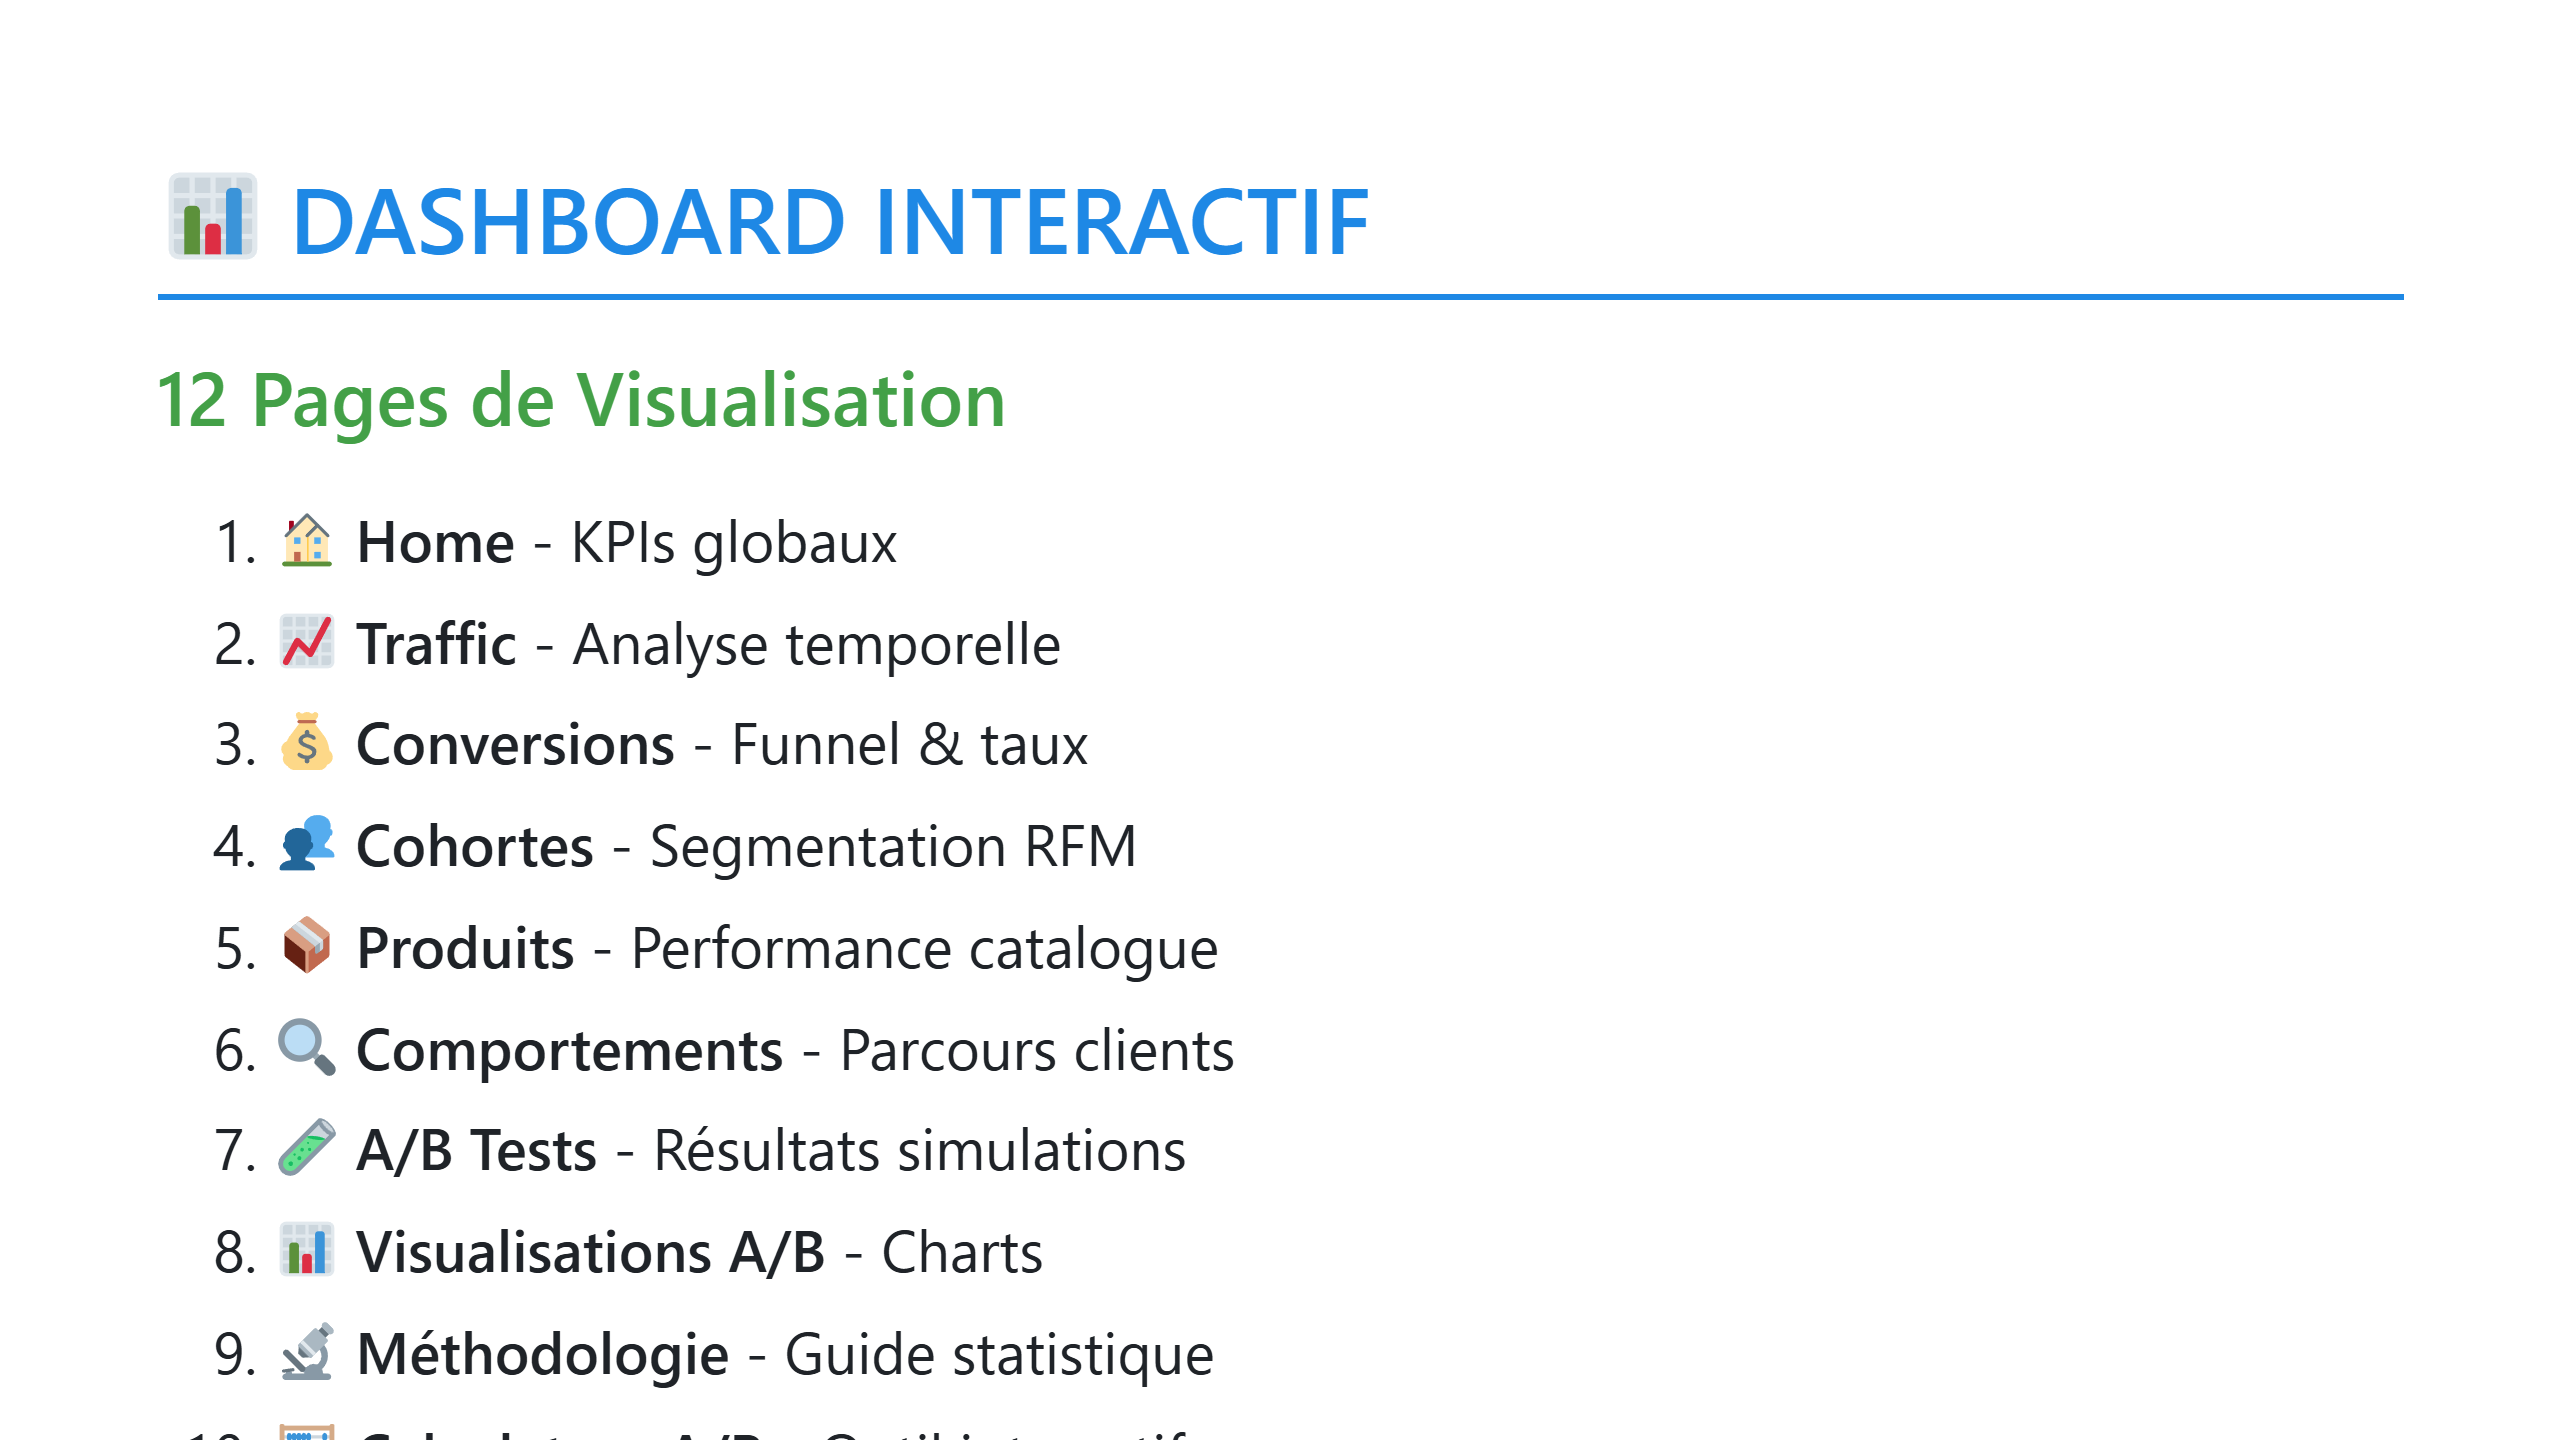 DASHBOARD INTERACTIF
12 Pages de Visualisation
1. Home - KPIs globaux
2. Traffic - Analyse temporelle
3. Conversions - Funnel & taux
4. Cohortes - Segmentation RFM
5. Produits - Performance catalogue
6. Comportements - Parcours clients
7. A/B Tests - Résultats simulations
8. Visualisations A/B - Charts
9. Méthodologie - Guide statistique